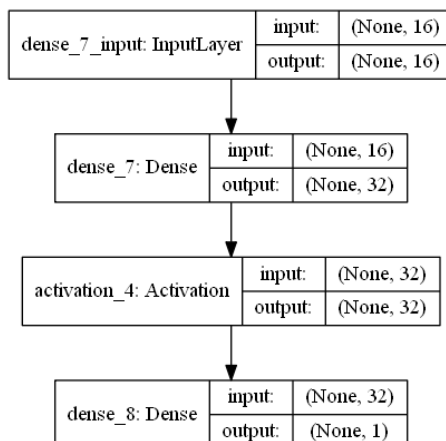 dense_7_input: InputLayer
input: (None, 16)
output: (None, 16)
dense_7: Dense
input: (None, 16)
output: (None, 32)
activation_4: Activation
input: (None, 32)
output: (None, 32)
dense_8: Dense
input: (None, 32)
output: (None, 1)